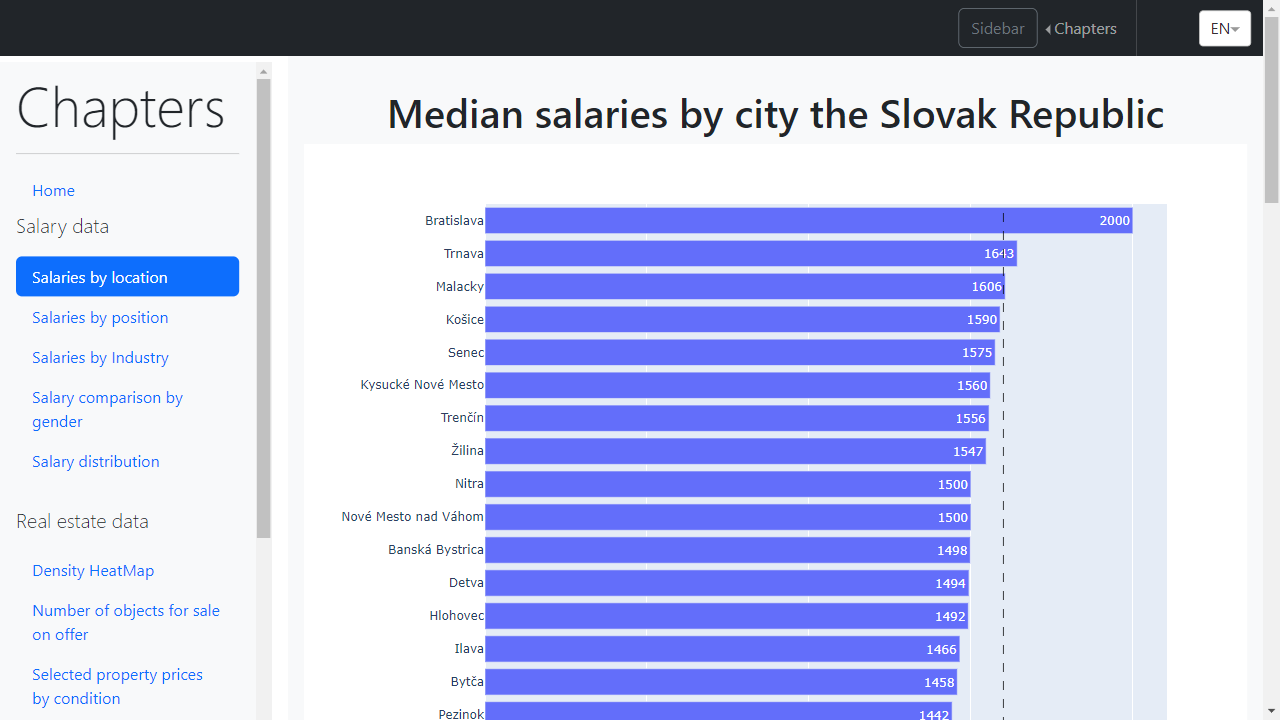 Sidebar
Chapters
EN
Chapters
Home
Salary data
Salaries by location
Salaries by position
Salaries by Industry
Salary comparison by
gender
Salary distribution
Real estate data
Density HeatMap
Number of objects for sale
on offer
Selected property prices
by condition
Median salaries by city the Slovak Republic
Bratislava 2000
Trnava 1643
Malacky 1606
Košice 1590
Senec 1575
Kysucké Nové Mesto 1560
Trenčín 1556
Žilina 1547
Nitra 1500
Nové Mesto nad Váhom 1500
Banská Bystrica 1498
Detva 1494
Hlohovec 1492
Ilava 1466
Bytča 1458
Pezinok 1442